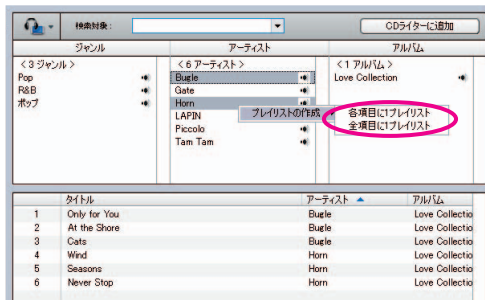 検索対象： CDライターに追加
ジャンル アーティスト アルバム
<3 ジャンル> <6 アーティスト> <1 アルバム>
Pop Bugle Love Collection
R&B Gate
ポップ Horn プレイリストの作成 各項目に1プレイリスト
LAPIN 全項目に1プレイリスト
Piccolo
Tam Tam
タイトル アーティスト アルバム
1 Only for You Bugle Love Collectio
2 At the Shore Bugle Love Collectio
3 Cats Bugle Love Collectio
4 Wind Horn Love Collectio
5 Seasons Horn Love Collectio
6 Never Stop Horn Love Collectio